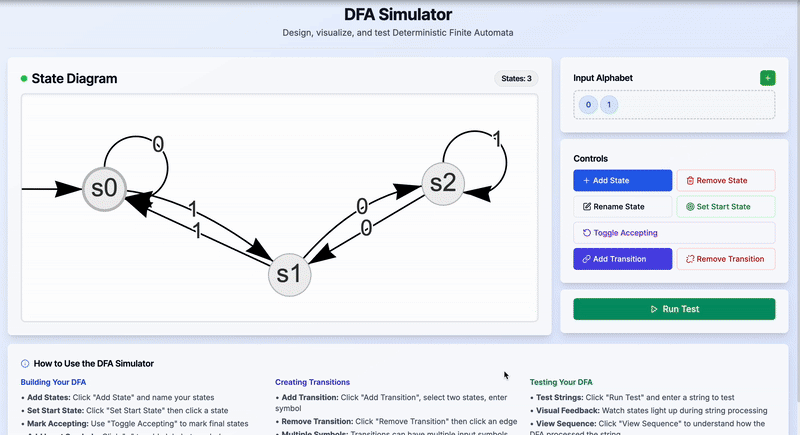 DFA Simulator
Design, visualize, and test Deterministic Finite Automata
State Diagram
States: 3
0
1
s0
s2
1
0
1
0
s1
Input Alphabet
+
0 1
Controls
+ Add State
Remove State
Rename State
Set Start State
Toggle Accepting
Add Transition
Remove Transition
Run Test
How to Use the DFA Simulator
Building Your DFA
• Add States: Click "Add State" and name your states
• Set Start State: Click "Set Start State" then click a state
• Mark Accepting: Use "Toggle Accepting" to mark final states
Creating Transitions
• Add Transition: Click "Add Transition", select two states, enter
symbol
• Remove Transition: Click "Remove Transition" then click an edge
• Multiple Symbols: Transitions can have multiple input symbols
Testing Your DFA
• Test Strings: Click "Run Test" and enter a string to test
• Visual Feedback: Watch states light up during string processing
• View Sequence: Click "View Sequence" to understand how the
DFA processed the string